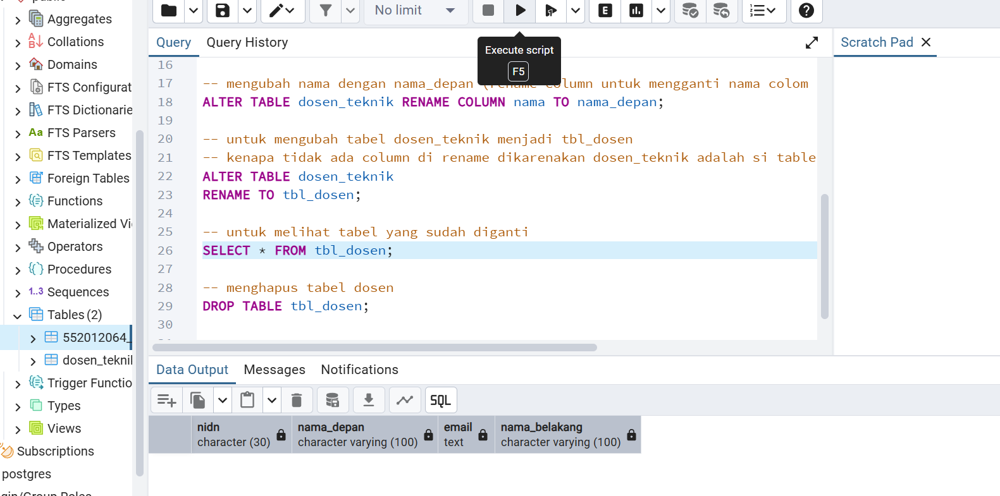 No limit
Aggregates
Collations
Domains
FTS Configurat
FTS Dictionarie
Aa FTS Parsers
FTS Templates
Foreign Tables
Functions
Materialized Vi
Operators
Procedures
1..3 Sequences
Tables (2)
552012064_
dosen_teknil
Trigger Functio
Types
Views
Subscriptions
postgres
Query
Query History
Execute script
F5
Scratch Pad
16
17 -- mengubah nama dengan nama_depan (rename column untuk mengganti nama colom
18 ALTER TABLE dosen_teknik RENAME COLUMN nama TO nama_depan;
19
20 -- untuk mengubah tabel dosen_teknik menjadi tbl_dosen
21 -- kenapa tidak ada column di rename dikarenakan dosen_teknik adalah si table
22 ALTER TABLE dosen_teknik
23 RENAME TO tbl_dosen;
24
25 -- untuk melihat tabel yang sudah diganti
26 SELECT * FROM tbl_dosen;
27
28 -- menghapus tabel dosen
29 DROP TABLE tbl_dosen;
30
Data Output
Messages
Notifications
SQL
nidn
character (30)
nama_depan
character varying (100)
email
text
nama_belakang
character varying (100)